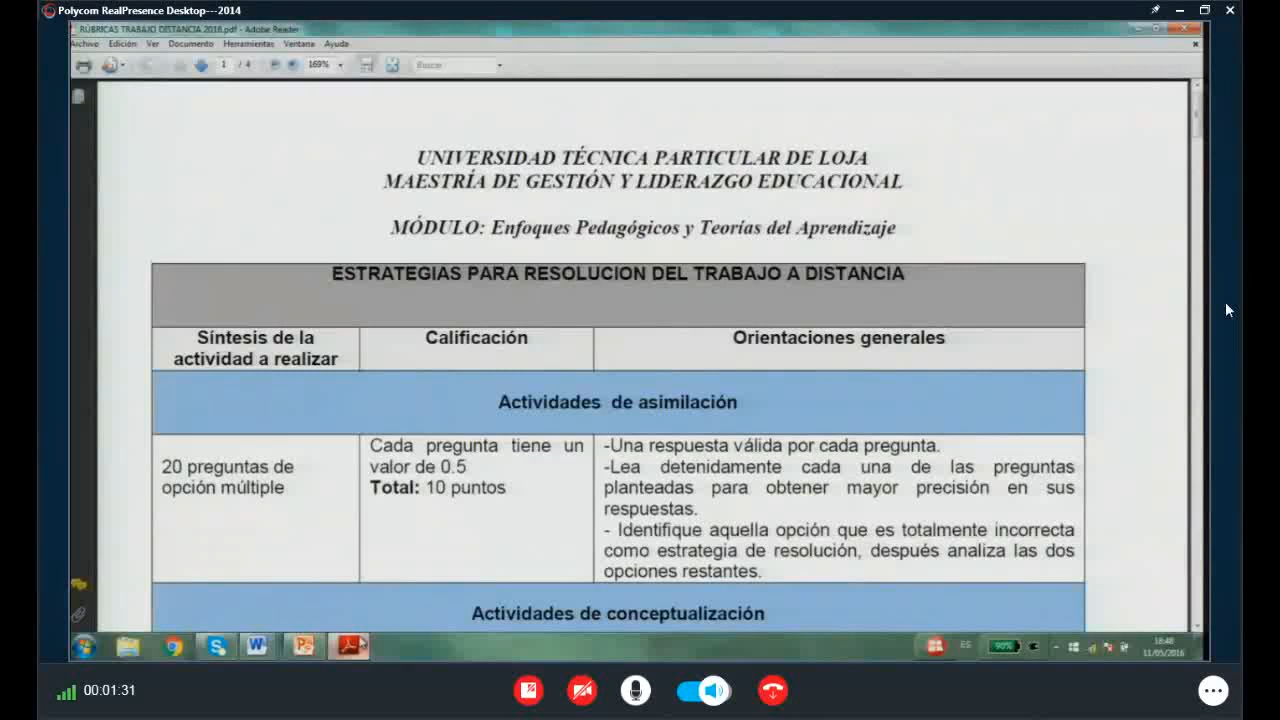 Polycom RealPresence Desktop---2014
RÚBRICAS TRABAJO DISTANCIA 2016.pdf - Adobe Reader
Archivo Edición Ver Documento Herramientas Ventana Ayuda
1 / 4 169% Buscar
UNIVERSIDAD TÉCNICA PARTICULAR DE LOJA
MAESTRÍA DE GESTIÓN Y LIDERAZGO EDUCACIONAL
MÓDULO: Enfoques Pedagógicos y Teorías del Aprendizaje
ESTRATEGIAS PARA RESOLUCION DEL TRABAJO A DISTANCIA
Síntesis de la
actividad a realizar
Calificación
Orientaciones generales
Actividades de asimilación
20 preguntas de
opción múltiple
Cada pregunta tiene un
valor de 0.5
Total: 10 puntos
-Una respuesta válida por cada pregunta.
-Lea detenidamente cada una de las preguntas
planteadas para obtener mayor precisión en sus
respuestas.
- Identifique aquella opción que es totalmente incorrecta
como estrategia de resolución, después analiza las dos
opciones restantes.
Actividades de conceptualización
ES 90% 18:48
11/05/2016
00:01:31